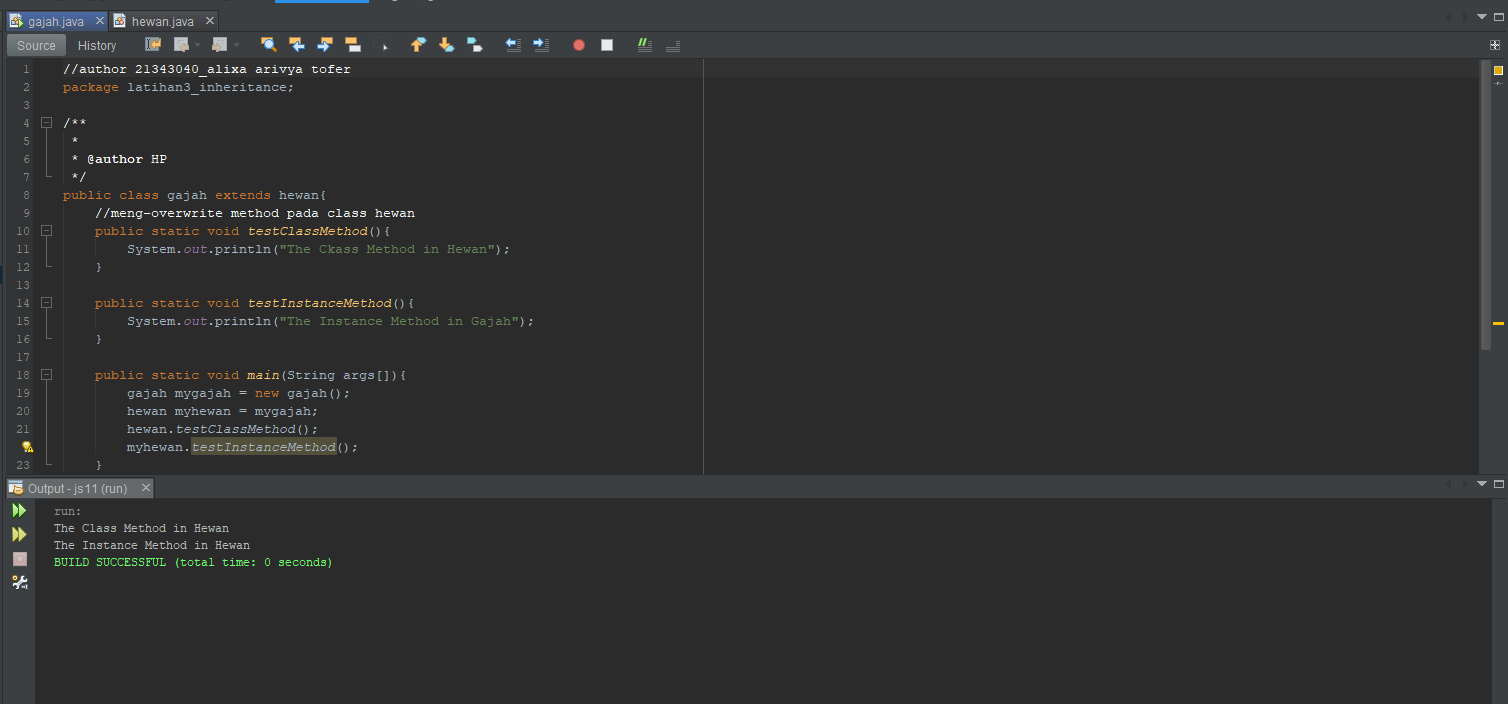 gajah.java × hewan.java ×
Source History
1 //author 21343040_alixa arivya tofer
2 package latihan3_inheritance;
3
4 /**
5 *
6 * @author HP
7 */
8 public class gajah extends hewan{
9 //meng-overwrite method pada class hewan
10 public static void testClassMethod(){
11 System.out.println("The Ckass Method in Hewan");
12 }
13
14 public static void testInstanceMethod(){
15 System.out.println("The Instance Method in Gajah");
16 }
17
18 public static void main(String args[]){
19 gajah mygajah = new gajah();
20 hewan myhewan = mygajah;
21 hewan.testClassMethod();
myhewan.testInstanceMethod();
23 }
Output - js11 (run) ×
run:
The Class Method in Hewan
The Instance Method in Hewan
BUILD SUCCESSFUL (total time: 0 seconds)